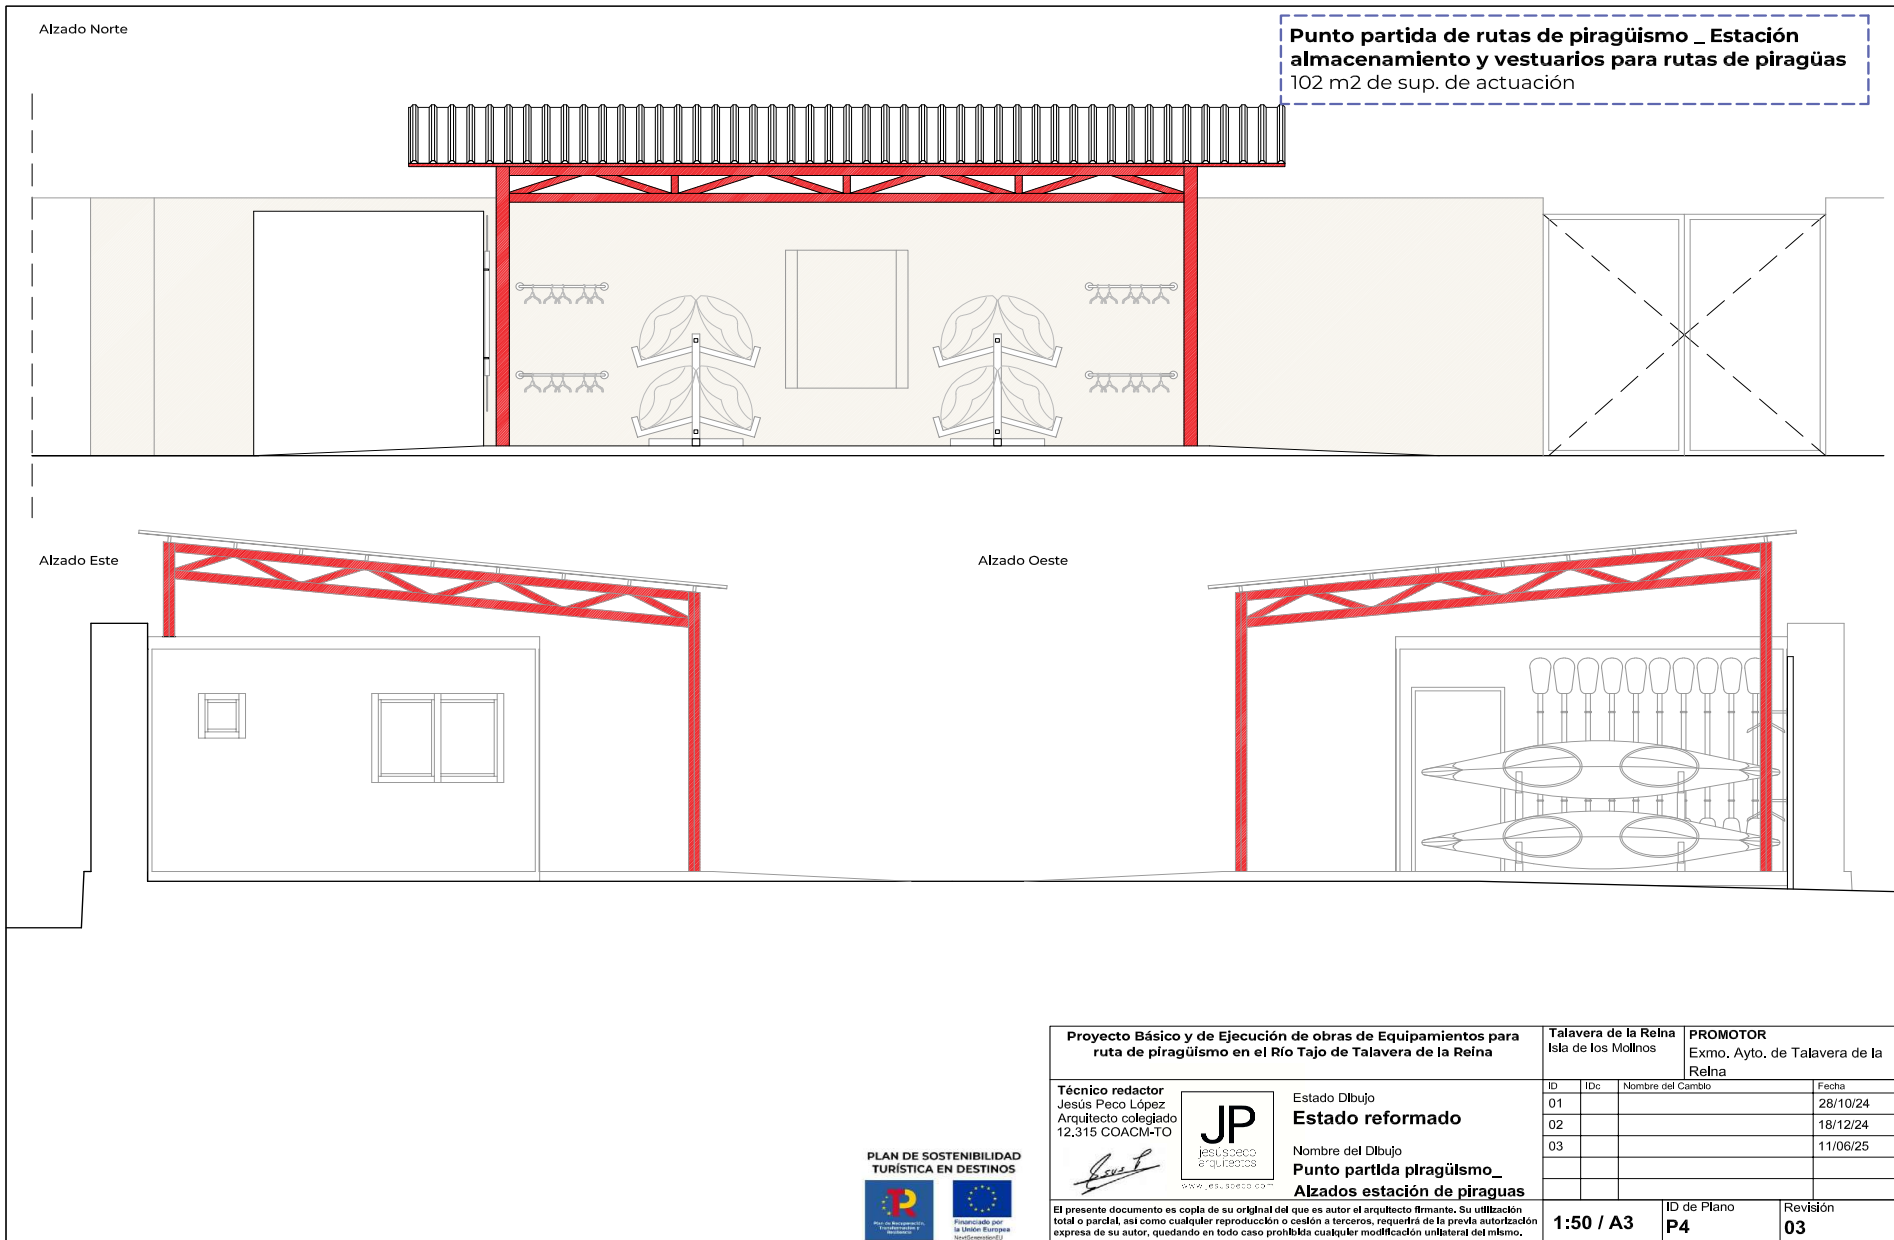 Alzado Norte
Punto partida de rutas de piragüismo _ Estación
almacenamiento y vestuarios para rutas de piragüas
102 m2 de sup. de actuación
Alzado Este
Alzado Oeste
Proyecto Básico y de Ejecución de obras de Equipamientos para
ruta de piragüismo en el Río Tajo de Talavera de la Reina
Talavera de la Reina
Isla de los Molinos
PROMOTOR
Exmo. Ayto. de Talavera de la
Reina
Técnico redactor
Jesús Peco López
Arquitecto colegiado
12.315 COACM-TO
JP
jesúspeco
arquitectos
www.jesuspeco.com
Estado Dibujo
Estado reformado
Nombre del Dibujo
Punto partida piragüismo_
Alzados estación de piraguas
ID IDc Nombre del Cambio Fecha
01 28/10/24
02 18/12/24
03 11/06/25
PLAN DE SOSTENIBILIDAD
TURÍSTICA EN DESTINOS
Plan de Recuperación,
Transformación y
Resiliencia
Financiado por
la Unión Europea
NextGenerationEU
El presente documento es copia de su original del que es autor el arquitecto firmante. Su utilización
total o parcial, así como cualquier reproducción o cesión a terceros, requerirá de la previa autorización
expresa de su autor, quedando en todo caso prohibida cualquier modificación unilateral del mismo.
1:50 / A3
ID de Plano
P4
Revisión
03